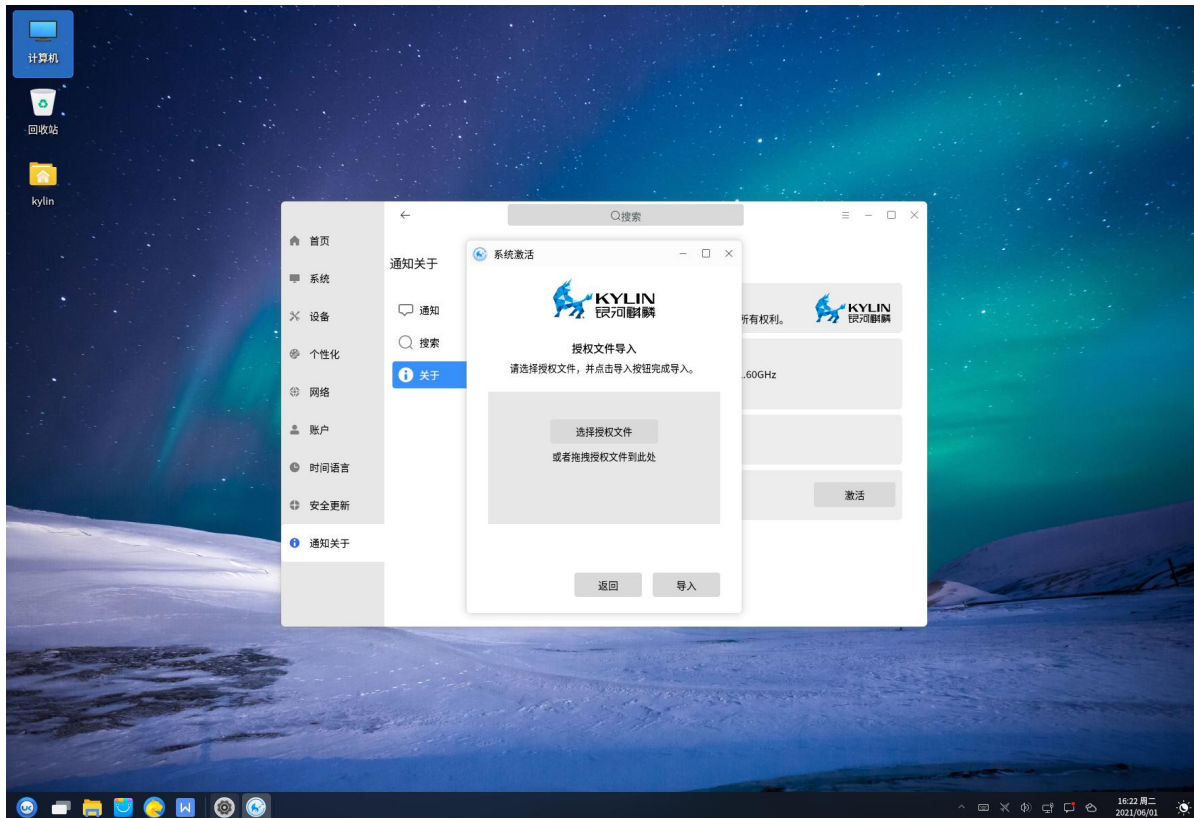 计算机
回收站
kylin
搜索
首页
系统
设备
个性化
网络
账户
时间语言
安全更新
通知关于
通知关于
通知
搜索
关于
所有权利。
KYLIN
银河麒麟
.60GHz
激活
系统激活
KYLIN
银河麒麟
授权文件导入
请选择授权文件，并点击导入按钮完成导入。
选择授权文件
或者拖拽授权文件到此处
返回
导入
16:22 周二
2021/06/01